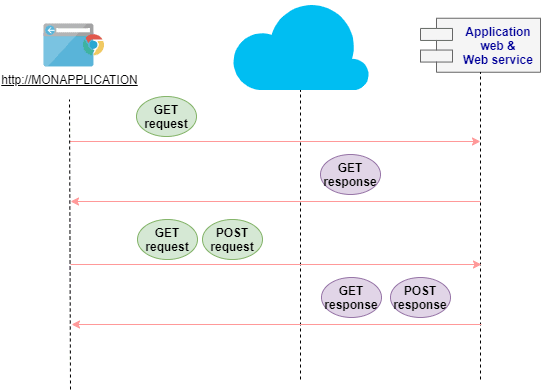 Application
web &
Web service
http://MONAPPLICATION
GET
request
GET
response
GET
request
POST
request
GET
response
POST
response